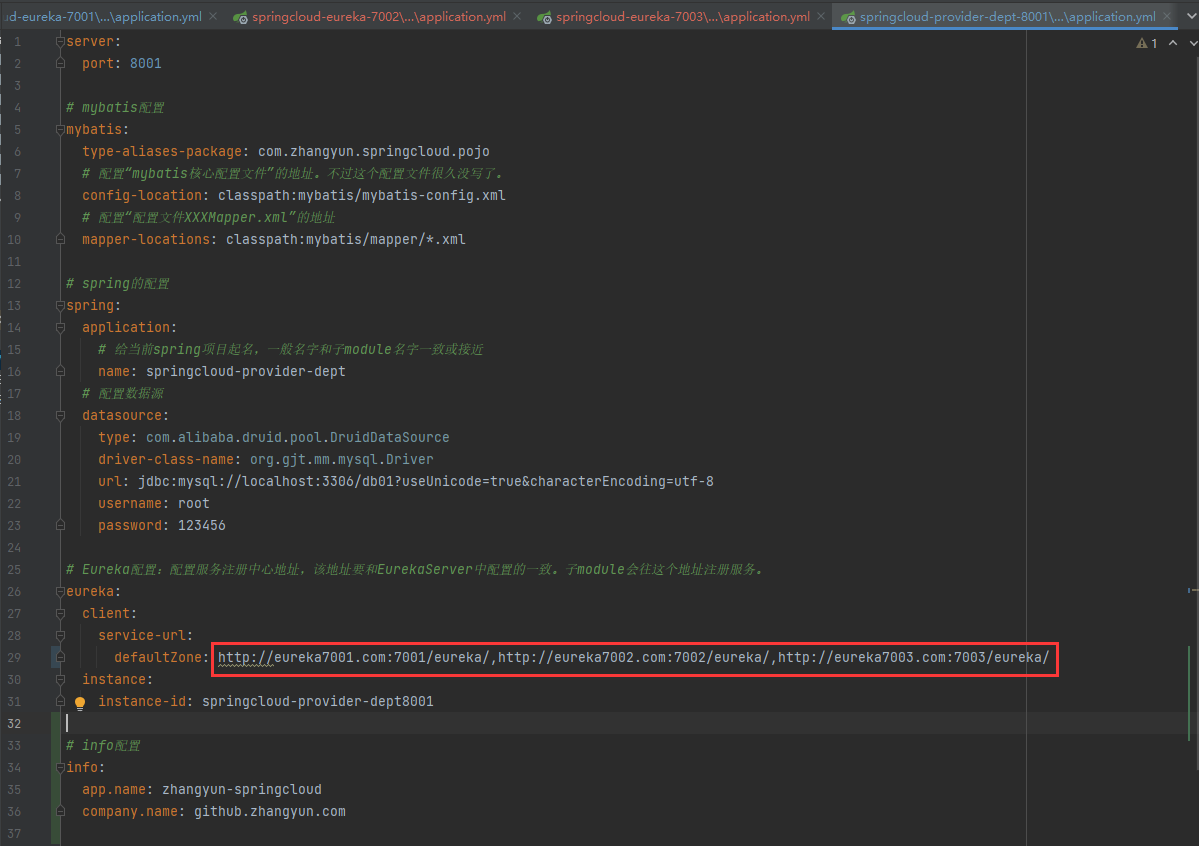 ud-eureka-7001\...\application.yml springcloud-eureka-7002\...\application.yml springcloud-eureka-7003\...\application.yml springcloud-provider-dept-8001\...\application.yml
1 server:
1
2 port: 8001
3
4 # mybatis配置
5 mybatis:
6 type-aliases-package: com.zhangyun.springcloud.pojo
7 # 配置“mybatis核心配置文件”的地址。不过这个配置文件很久没写了。
8 config-location: classpath:mybatis/mybatis-config.xml
9 # 配置“配置文件XXXMapper.xml”的地址
10 mapper-locations: classpath:mybatis/mapper/*.xml
11
12 # spring的配置
13 spring:
14 application:
15 # 给当前spring项目起名，一般名字和子module名字一致或接近
16 name: springcloud-provider-dept
17 # 配置数据源
18 datasource:
19 type: com.alibaba.druid.pool.DruidDataSource
20 driver-class-name: org.gjt.mm.mysql.Driver
21 url: jdbc:mysql://localhost:3306/db01?useUnicode=true&characterEncoding=utf-8
22 username: root
23 password: 123456
24
25 # Eureka配置：配置服务注册中心地址，该地址要和EurekaServer中配置的一致。子module会往这个地址注册服务。
26 eureka:
27 client:
28 service-url:
29 defaultZone: http://eureka7001.com:7001/eureka/,http://eureka7002.com:7002/eureka/,http://eureka7003.com:7003/eureka/
30 instance:
31 instance-id: springcloud-provider-dept8001
32
33 # info配置
34 info:
35 app.name: zhangyun-springcloud
36 company.name: github.zhangyun.com
37